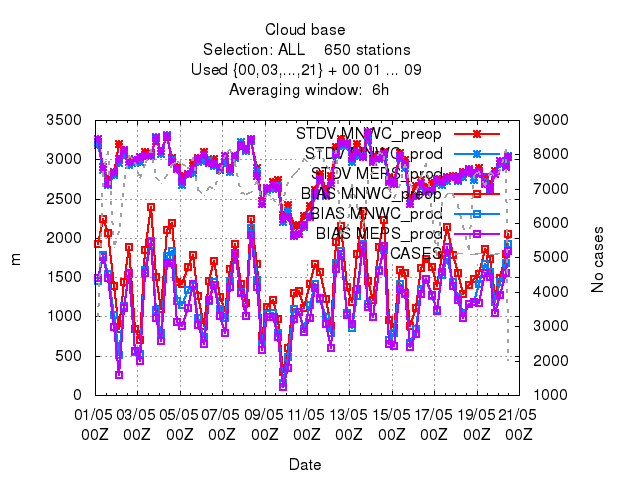 Cloud base
Selection: ALL 650 stations
Used {00,03,...,21} + 00 01 ... 09
Averaging window: 6h
3500 9000
STDV MNWC_preop
STDV MNWC_prod
3000 8000
STDV MEPS_prod
7000
BIAS MNWC_preop
2500
BIAS MNWC_prod
6000
BIAS MEPS_prod
2000
CASES
5000
1500
4000
1000
3000
500
2000
0 1000
m
No cases
01/05 03/05 05/05 07/05 09/05 11/05 13/05 15/05 17/05 19/05 21/05
00Z 00Z 00Z 00Z 00Z 00Z 00Z 00Z 00Z 00Z 00Z
Date